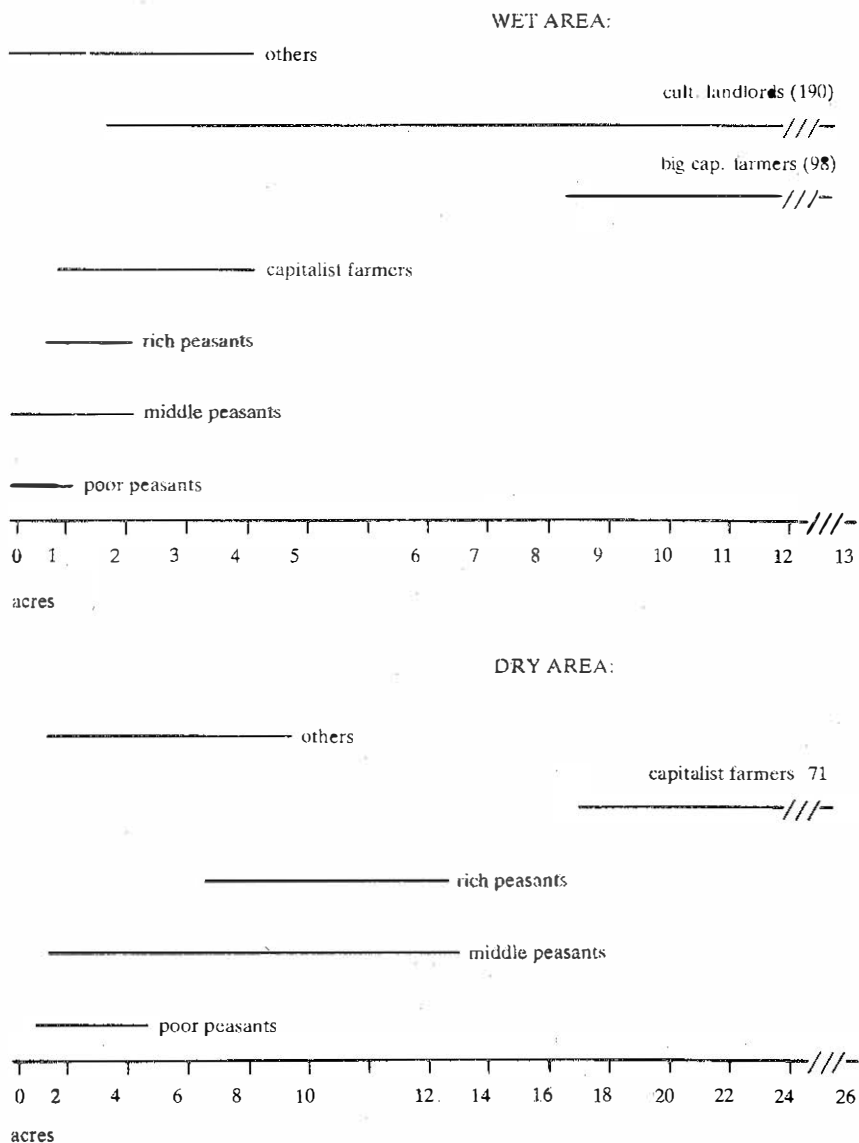 WET AREA:
others
cult. landlords (190)
big cap. farmers (98)
capitalist farmers
rich peasants
middle peasants
poor peasants
0 1 2 3 4 5 6 7 8 9 10 11 12 13
acres
DRY AREA:
others
capitalist farmers 71
rich peasants
middle peasants
poor peasants
0 2 4 6 8 10 12 14 16 18 20 22 24 26
acres